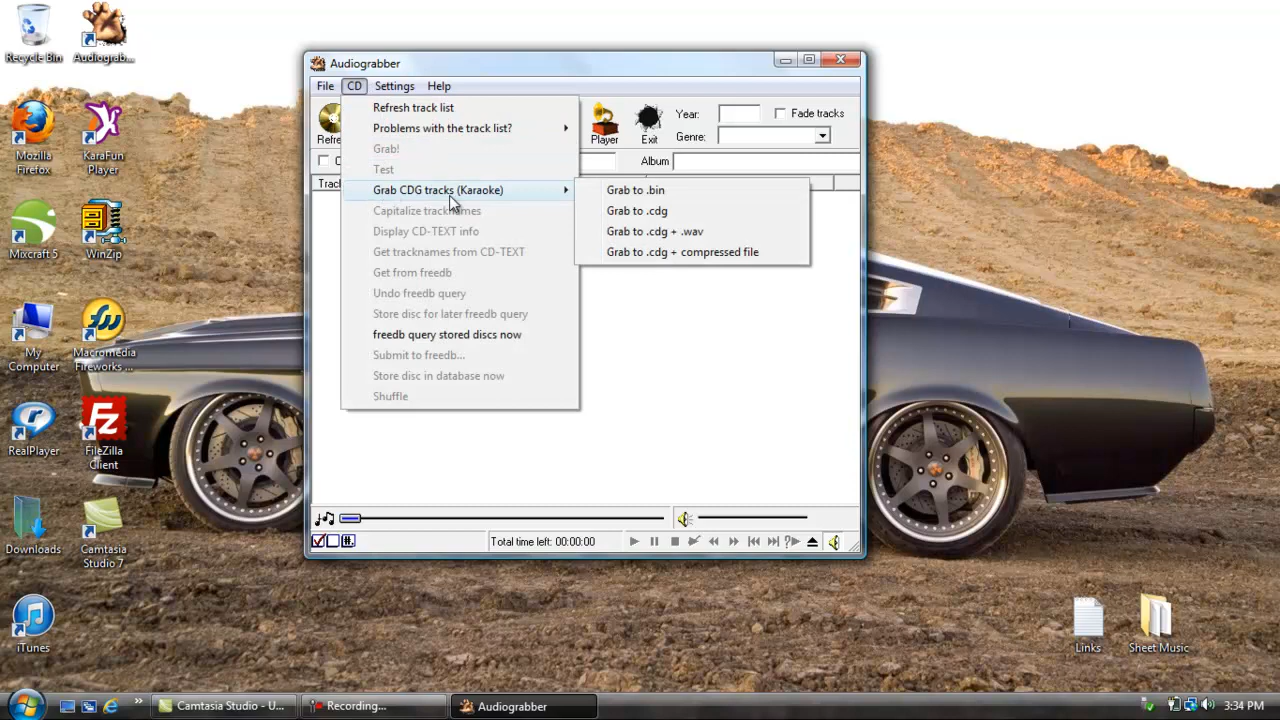 Recycle Bin
Audiograb...
Mozilla
Firefox
KaraFun
Player
Mixcraft 5
WinZip
My
Computer
Macromedia
Fireworks ...
RealPlayer
FileZilla
Client
Downloads
Camtasia
Studio 7
iTunes
Links
Sheet Music
Audiograbber
File CD Settings Help
Refresh track list
Problems with the track list?
Grab!
Test
Grab CDG tracks (Karaoke)
Capitalize tracknames
Display CD-TEXT info
Get tracknames from CD-TEXT
Get from freedb
Undo freedb query
Store disc for later freedb query
freedb query stored discs now
Submit to freedb...
Store disc in database now
Shuffle
Grab to .bin
Grab to .cdg
Grab to .cdg + .wav
Grab to .cdg + compressed file
Refre
Player
Exit
Year:
Fade tracks
Genre:
Album
Track
Total time left: 00:00:00
Camtasia Studio - U...
Recording...
Audiograbber
3:34 PM